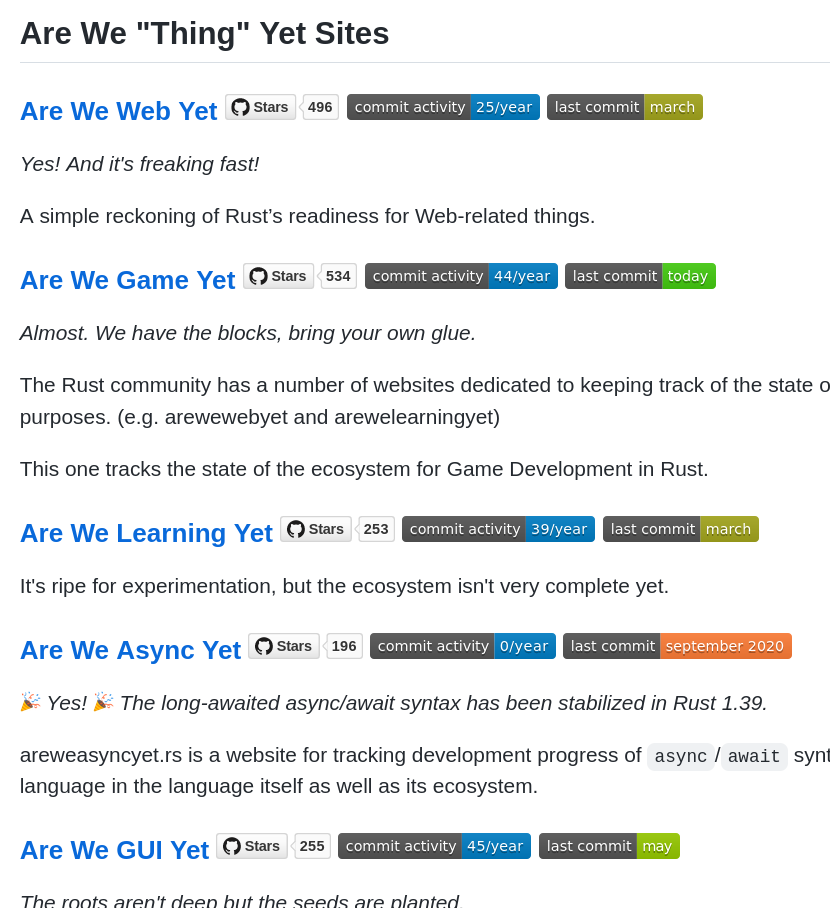 Are We "Thing" Yet Sites
Are We Web Yet Stars 496 commit activity 25/year last commit march
Yes! And it's freaking fast!
A simple reckoning of Rust’s readiness for Web-related things.
Are We Game Yet Stars 534 commit activity 44/year last commit today
Almost. We have the blocks, bring your own glue.
The Rust community has a number of websites dedicated to keeping track of the state o
purposes. (e.g. arewewebyet and arewelearningyet)
This one tracks the state of the ecosystem for Game Development in Rust.
Are We Learning Yet Stars 253 commit activity 39/year last commit march
It's ripe for experimentation, but the ecosystem isn't very complete yet.
Are We Async Yet Stars 196 commit activity 0/year last commit september 2020
🎉 Yes! 🎉 The long-awaited async/await syntax has been stabilized in Rust 1.39.
areweasyncyet.rs is a website for tracking development progress of async/await synt
language in the language itself as well as its ecosystem.
Are We GUI Yet Stars 255 commit activity 45/year last commit may
The roots aren't deep but the seeds are planted.